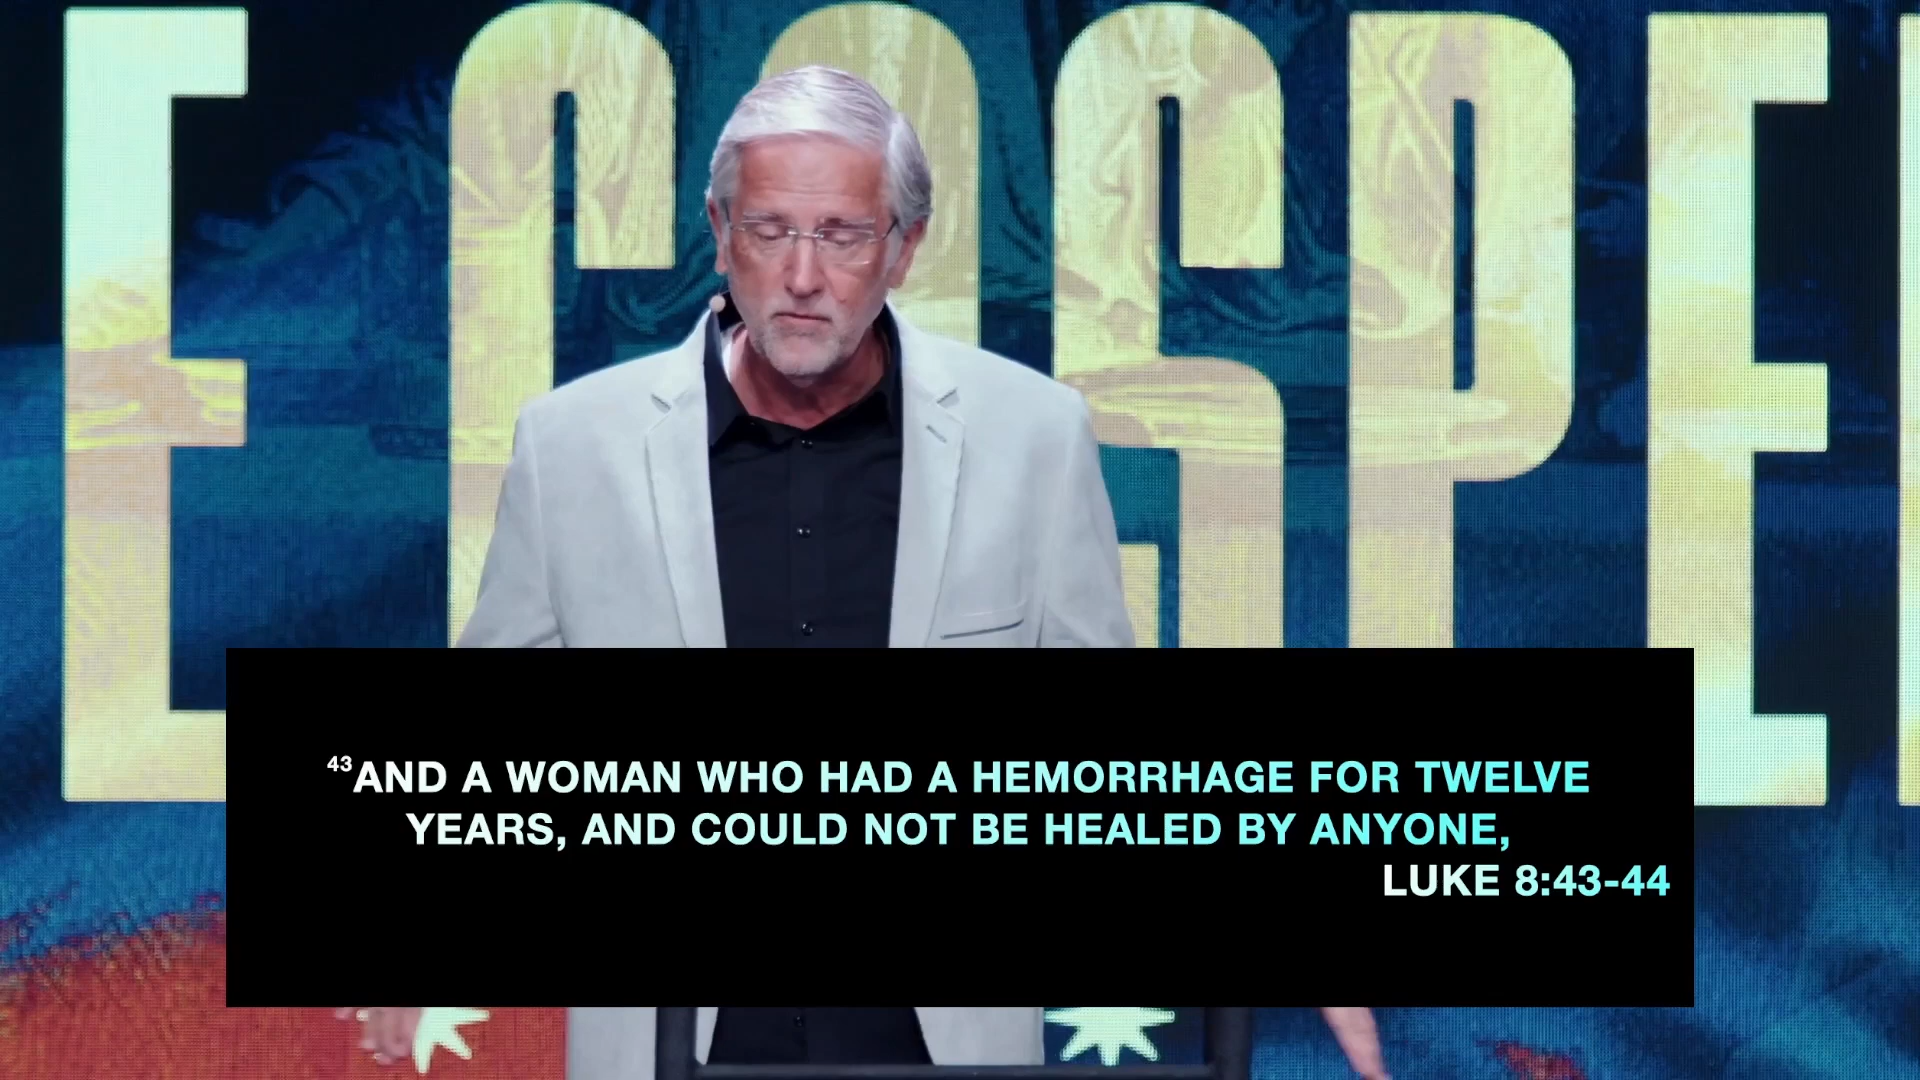 E GOSPEL
⁴³AND A WOMAN WHO HAD A HEMORRHAGE FOR TWELVE
YEARS, AND COULD NOT BE HEALED BY ANYONE,
LUKE 8:43-44